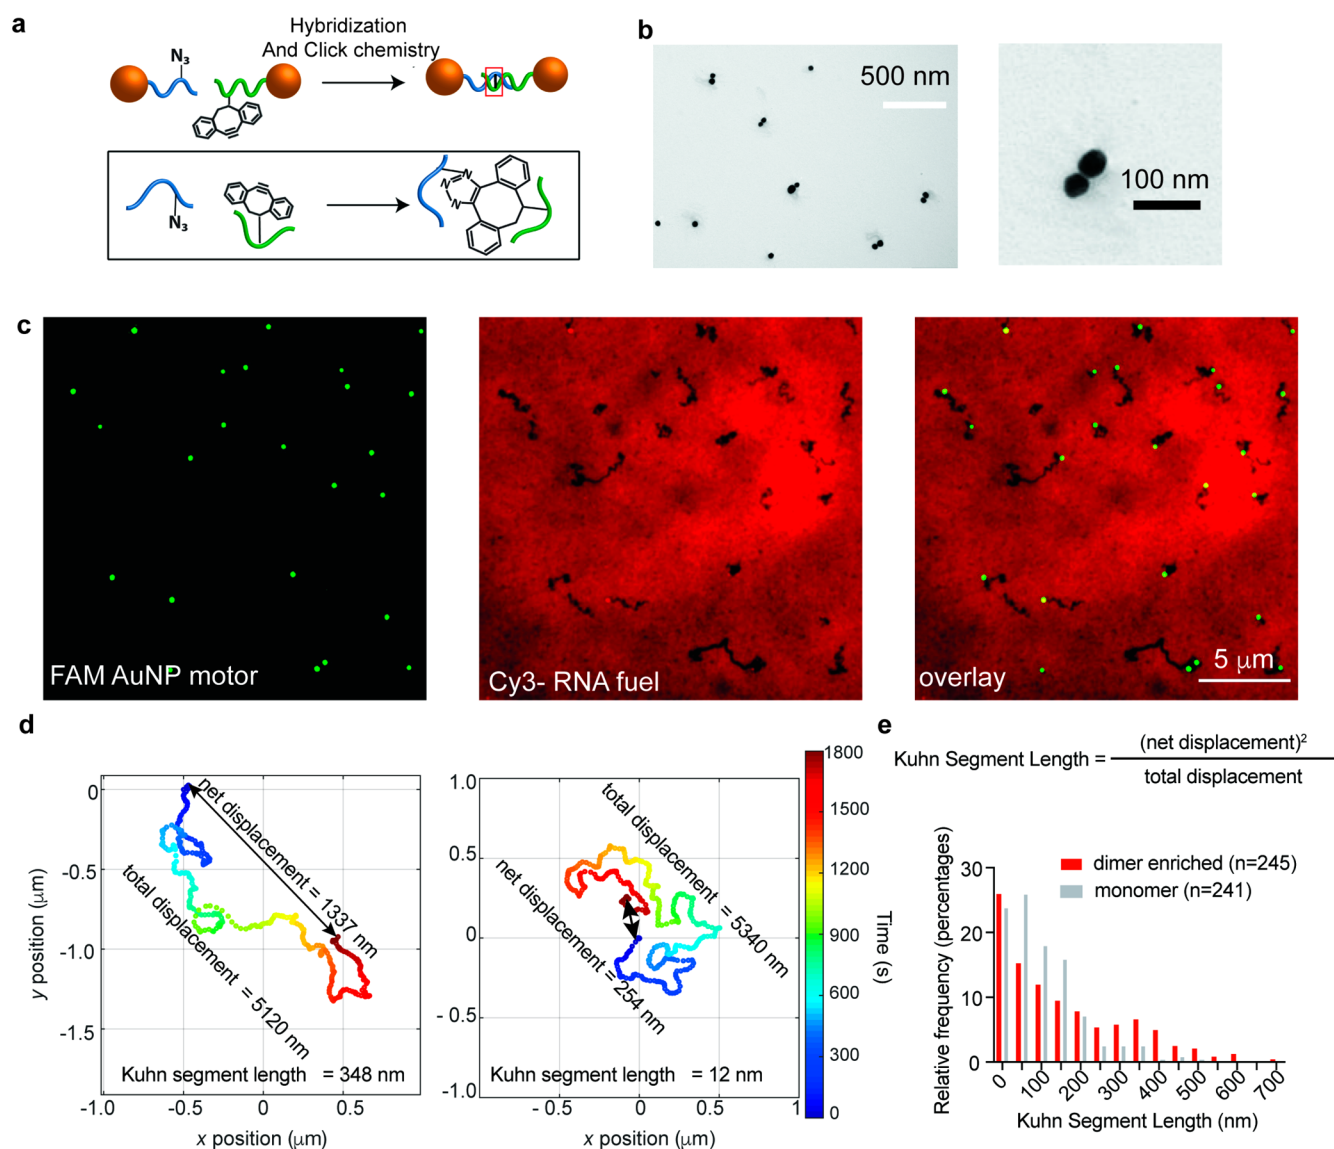 a
Hybridization
And Click chemistry
N₃
N₃
N
N
N
b
500 nm
100 nm
c
FAM AuNP motor
Cy3- RNA fuel
overlay
5 μm
d
y position (μm)
0
-0.5
-1.0
-1.5
-1.0
-0.5
0
0.5
x position (μm)
net displacement = 1337 nm
total displacement = 5120 nm
Kuhn segment length = 348 nm
1.0
0.5
0
- 0.5
-1.0
- 0.5
0
0.5
1
x position (μm)
total displacement = 5340 nm
net displacement = 254 nm
Kuhn segment length = 12 nm
1800
1500
1200
900
600
300
0
Time (s)
e
Kuhn Segment Length = (net displacement)²
total displacement
Relative frequency (percentages)
30
20
10
0
dimer enriched (n=245)
monomer (n=241)
0
100
200
300
400
500
600
700
Kuhn Segment Length (nm)